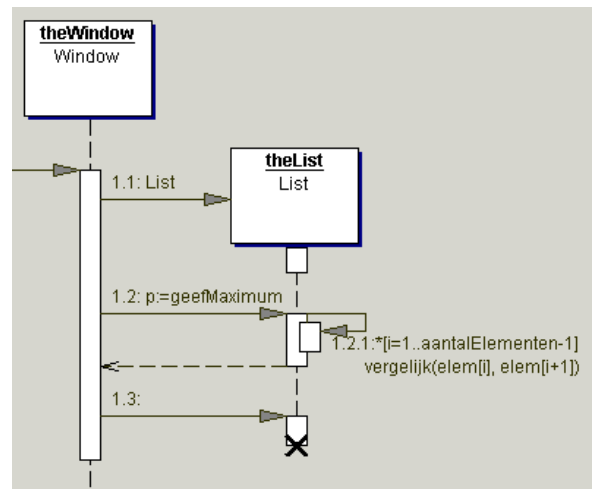 theWindow
Window
theList
List
1.1: List
1.2: p:=geefMaximum
1.2.1:*[i=1..aantalElementen-1]
vergelijk(elem[i], elem[i+1])
1.3: